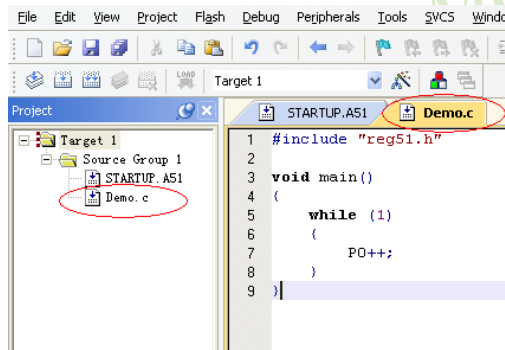 File Edit View Project Flash Debug Peripherals Tools SVCS Windo
LOAD Target 1
Project STARTUP.A51 Demo.c
Target 1
Source Group 1
STARTUP.A51
Demo.c
1 #include "reg51.h"
2
3 void main()
4 {
5 while (1)
6 {
7 P0++;
8 }
9 }